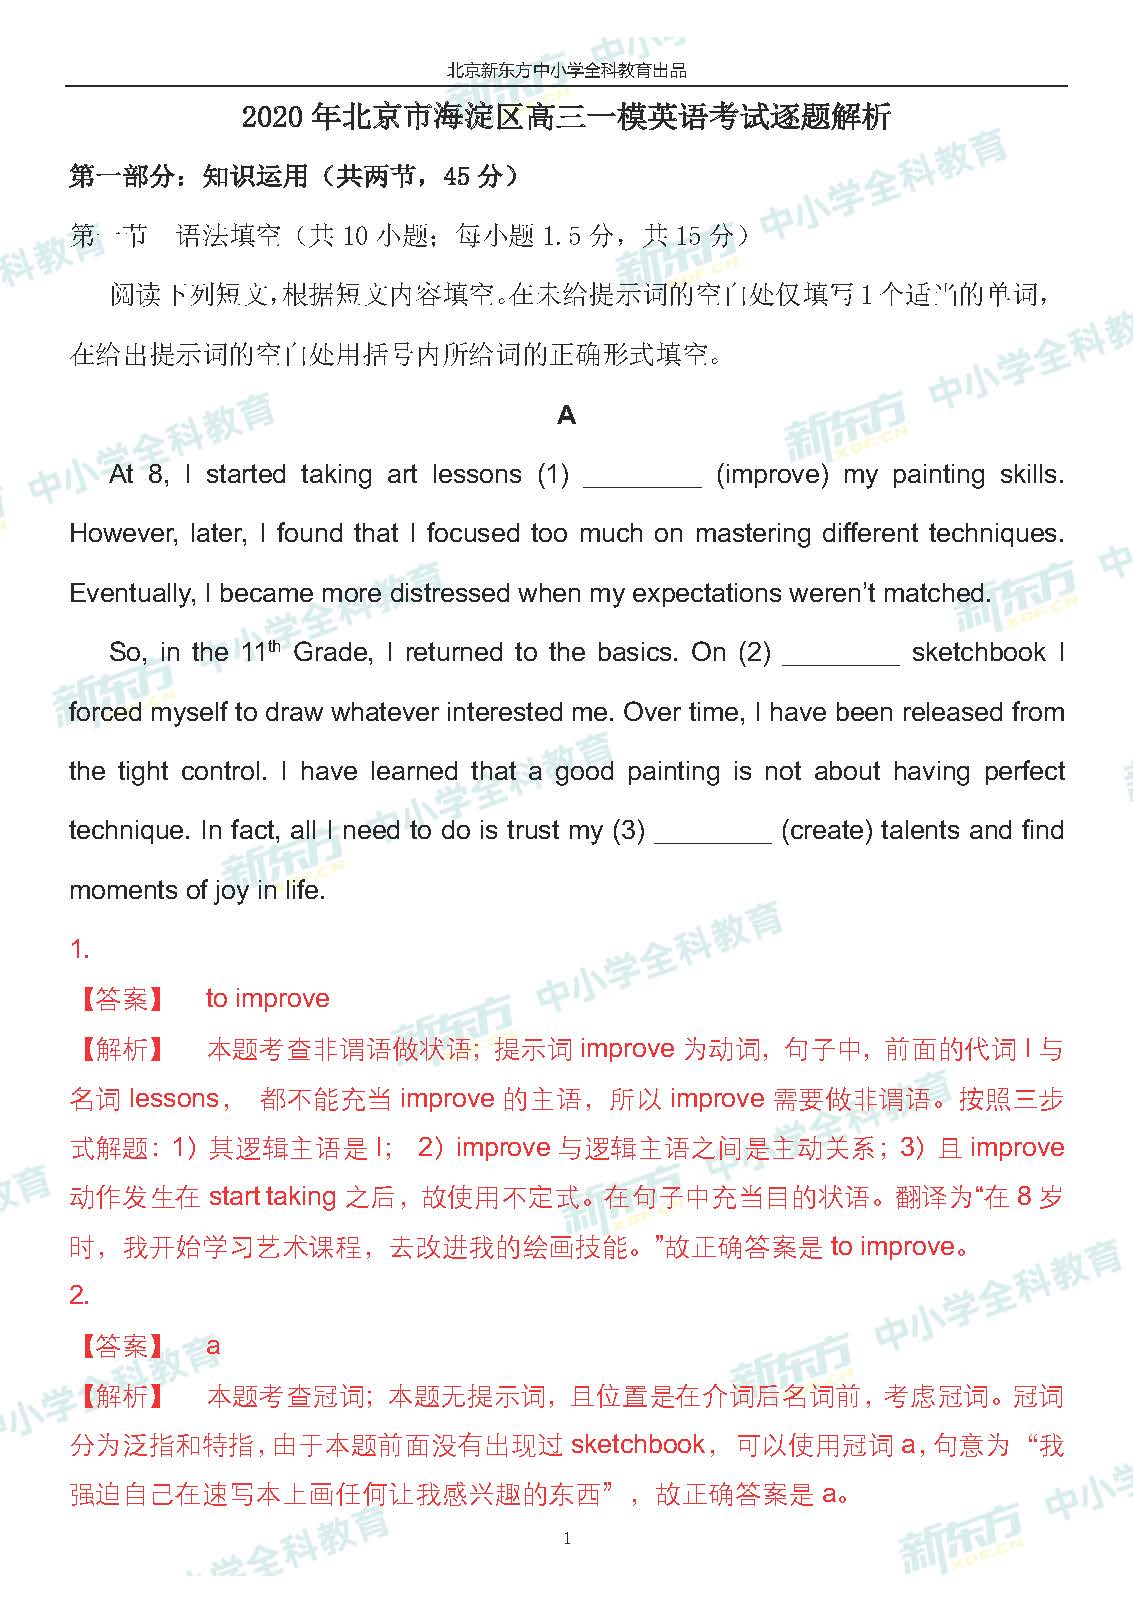 北京新东方中小学全科教育出品
2020 年北京市海淀区高三一模英语考试逐题解析
第一部分：知识运用（共两节，45 分）
第一节 语法填空（共 10 小题；每小题 1.5 分，共 15 分）
阅读下列短文，根据短文内容填空。在未给提示词的空白处仅填写 1 个适当的单词，
在给出提示词的空白处用括号内所给词的正确形式填空。
A
At 8, I started taking art lessons (1) ________ (improve) my painting skills.
However, later, I found that I focused too much on mastering different techniques.
Eventually, I became more distressed when my expectations weren't matched.
So, in the 11th Grade, I returned to the basics. On (2) ________ sketchbook I
forced myself to draw whatever interested me. Over time, I have been released from
the tight control. I have learned that a good painting is not about having perfect
technique. In fact, all I need to do is trust my (3) ________ (create) talents and find
moments of joy in life.
1.
【答案】 to improve
【解析】 本题考查非谓语做状语；提示词 improve 为动词，句子中，前面的代词 I 与
名词 lessons， 都不能充当 improve 的主语，所以 improve 需要做非谓语。按照三步
式解题：1）其逻辑主语是 I； 2）improve 与逻辑主语之间是主动关系；3）且 improve
动作发生在 start taking 之后，故使用不定式。在句子中充当目的状语。翻译为“在 8 岁
时，我开始学习艺术课程，去改进我的绘画技能。”故正确答案是 to improve。
2.
【答案】 a
【解析】 本题考查冠词；本题无提示词，且位置是在介词后名词前，考虑冠词。冠词
分为泛指和特指，由于本题前面没有出现过 sketchbook， 可以使用冠词 a，句意为 “我
强迫自己在速写本上画任何让我感兴趣的东西” ，故正确答案是 a。
1